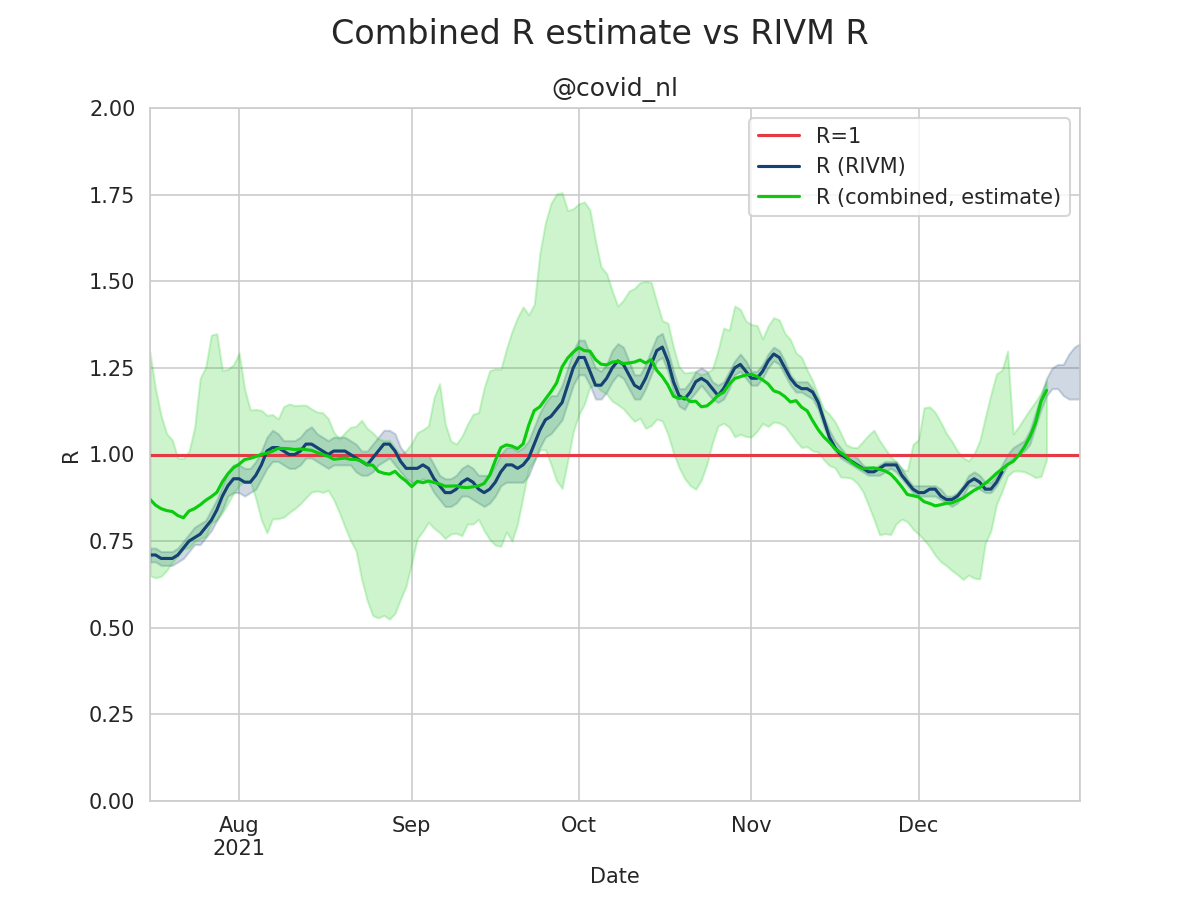 Combined R estimate vs RIVM R
@covid_nl
R=1
R (RIVM)
R (combined, estimate)
2.00
1.75
1.50
1.25
1.00
0.75
0.50
0.25
0.00
R
Aug
2021
Sep
Oct
Nov
Dec
Date